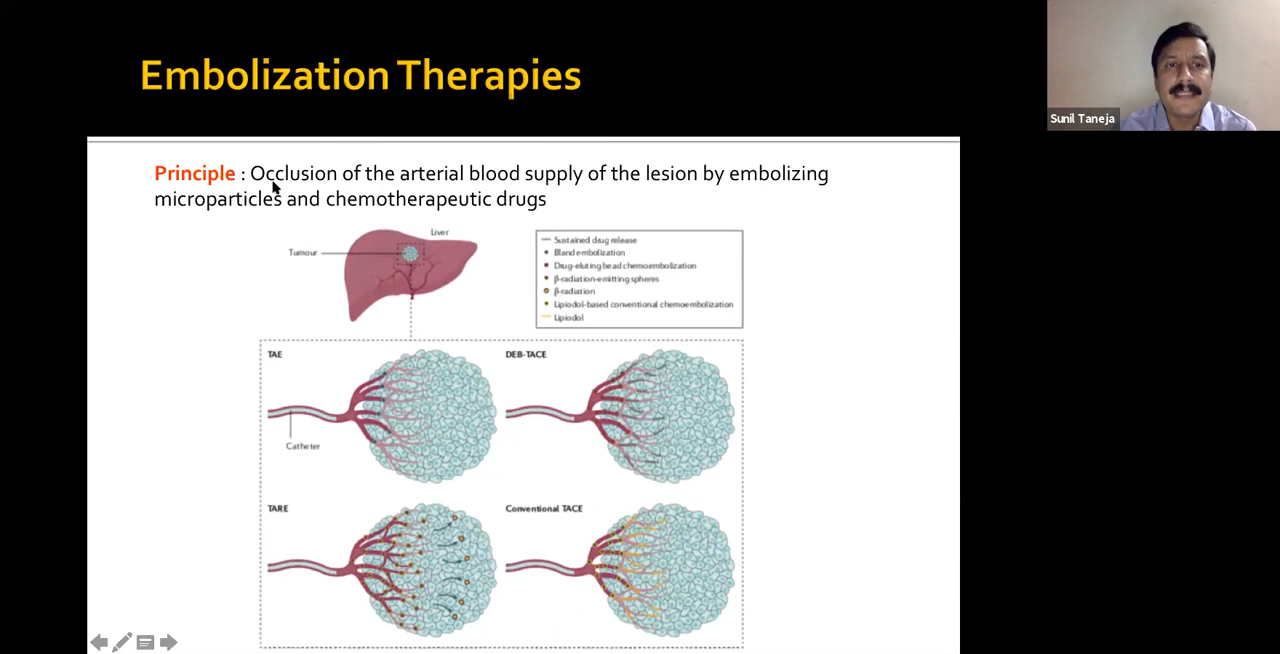 Embolization Therapies
Sunil Taneja
Principle : Occlusion of the arterial blood supply of the lesion by embolizing
microparticles and chemotherapeutic drugs
Liver
Tumour
Sustained drug release
Bland embolization
Drug-eluting bead chemoembolization
β-radiation-emitting spheres
β-radiation
Lipiodol-based conventional chemoembolization
Lipiodol
TAE
DEB-TACE
Catheter
TARE
Conventional TACE